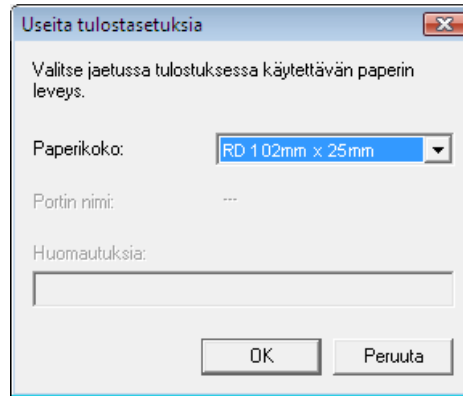 Useita tulostasetuksia
Valitse jaetussa tulostuksessa käytettävän paperin
leveys.
Paperikoko: RD 102mm x 25mm
Portin nimi: ---
Huomautuksia:
OK Peruuta